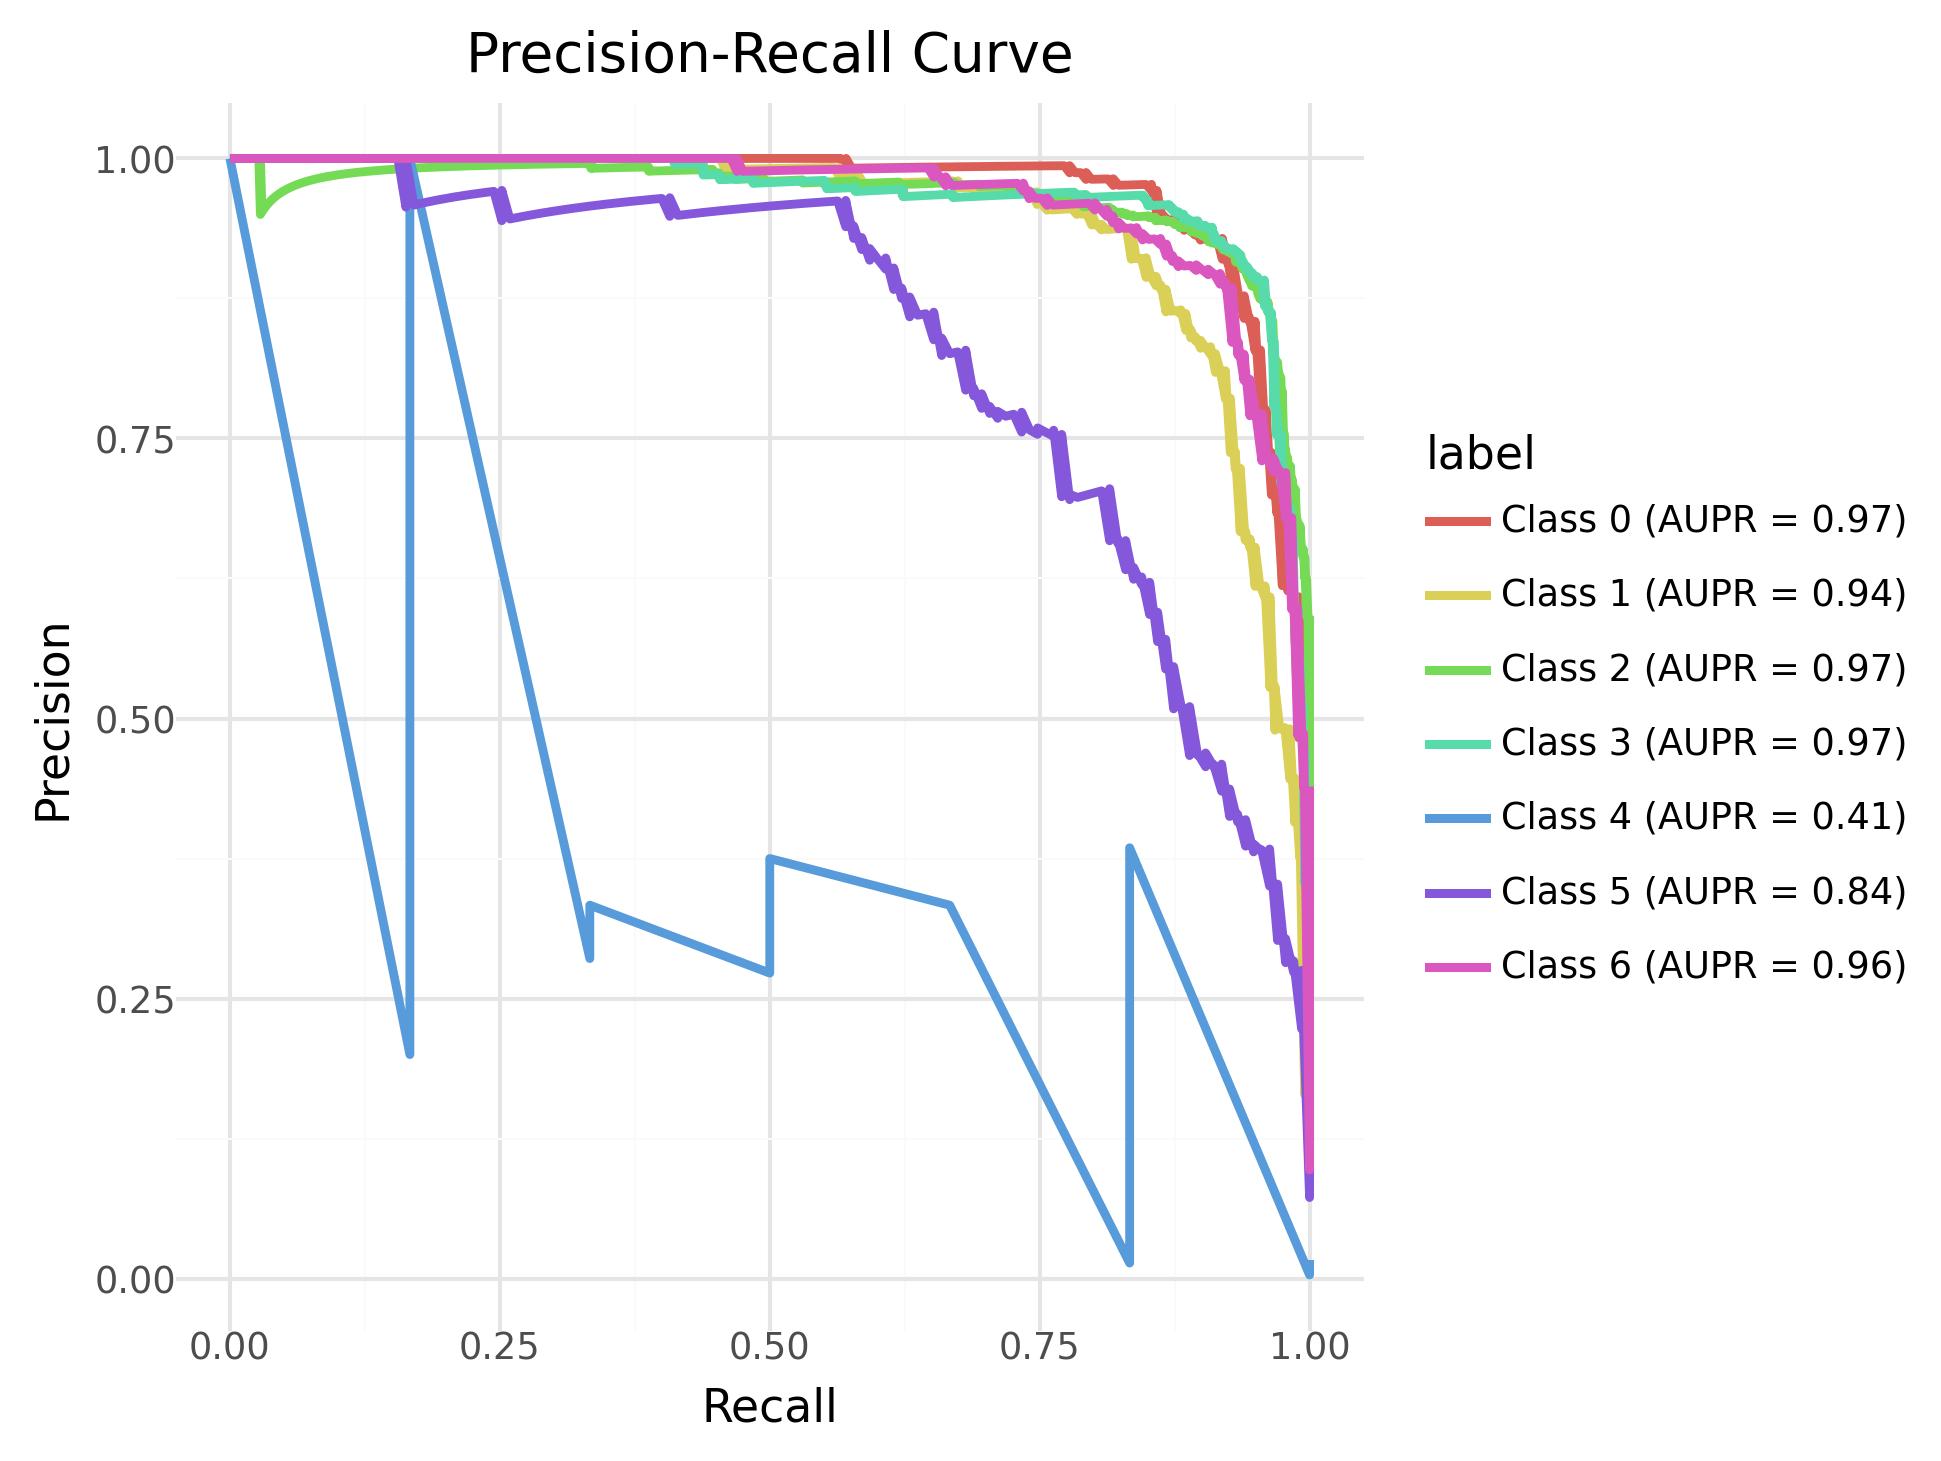 Precision-Recall Curve
1.00
0.75
0.50
0.25
0.00
Precision
0.00 0.25 0.50 0.75 1.00
Recall
label
Class 0 (AUPR = 0.97)
Class 1 (AUPR = 0.94)
Class 2 (AUPR = 0.97)
Class 3 (AUPR = 0.97)
Class 4 (AUPR = 0.41)
Class 5 (AUPR = 0.84)
Class 6 (AUPR = 0.96)